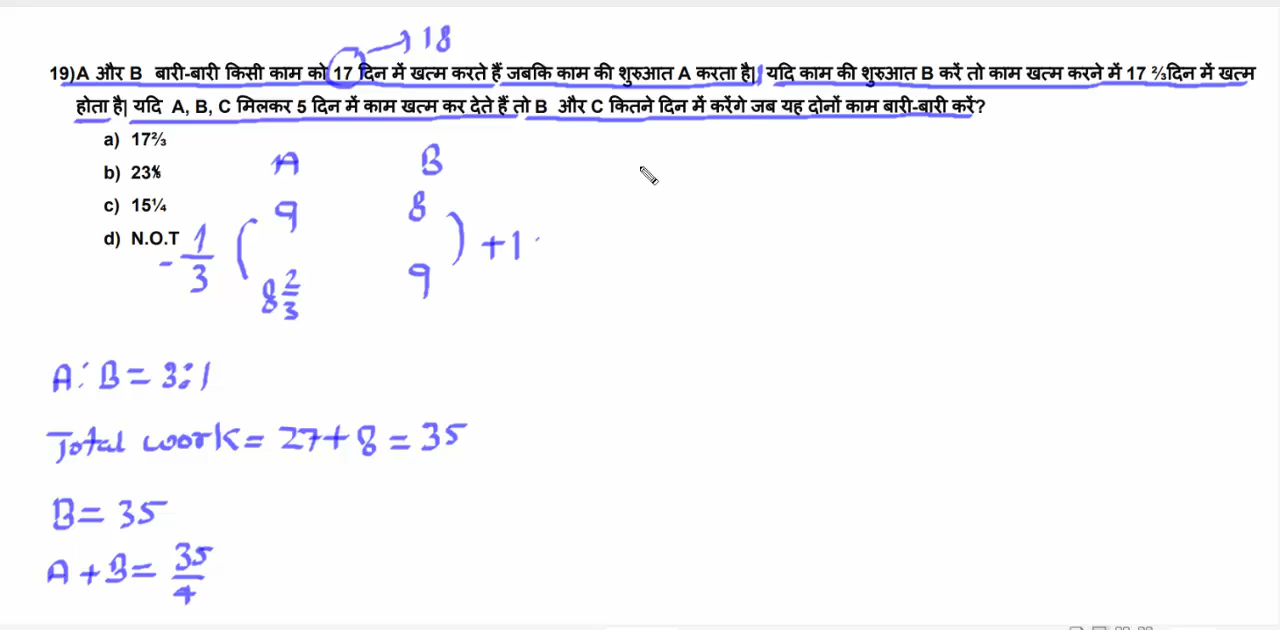 → 18
19)A और B बारी-बारी किसी काम को 17 दिन में खत्म करते हैं जबकि काम की शुरुआत A करता है| यदि काम की शुरुआत B करें तो काम खत्म करने में 17 ⅔दिन में खत्म
होता है| यदि A, B, C मिलकर 5 दिन में काम खत्म कर देते हैं तो B और C कितने दिन में करेंगे जब यह दोनों काम बारी-बारी करें?
a) 17⅔
b) 23
c) 15¼
d) N.O.T
A B
9 8
- 1/3 ( ) +1
8 2/3 9
A : B = 3:1
Total work = 27+8 = 35
B = 35
A + B = 35/4